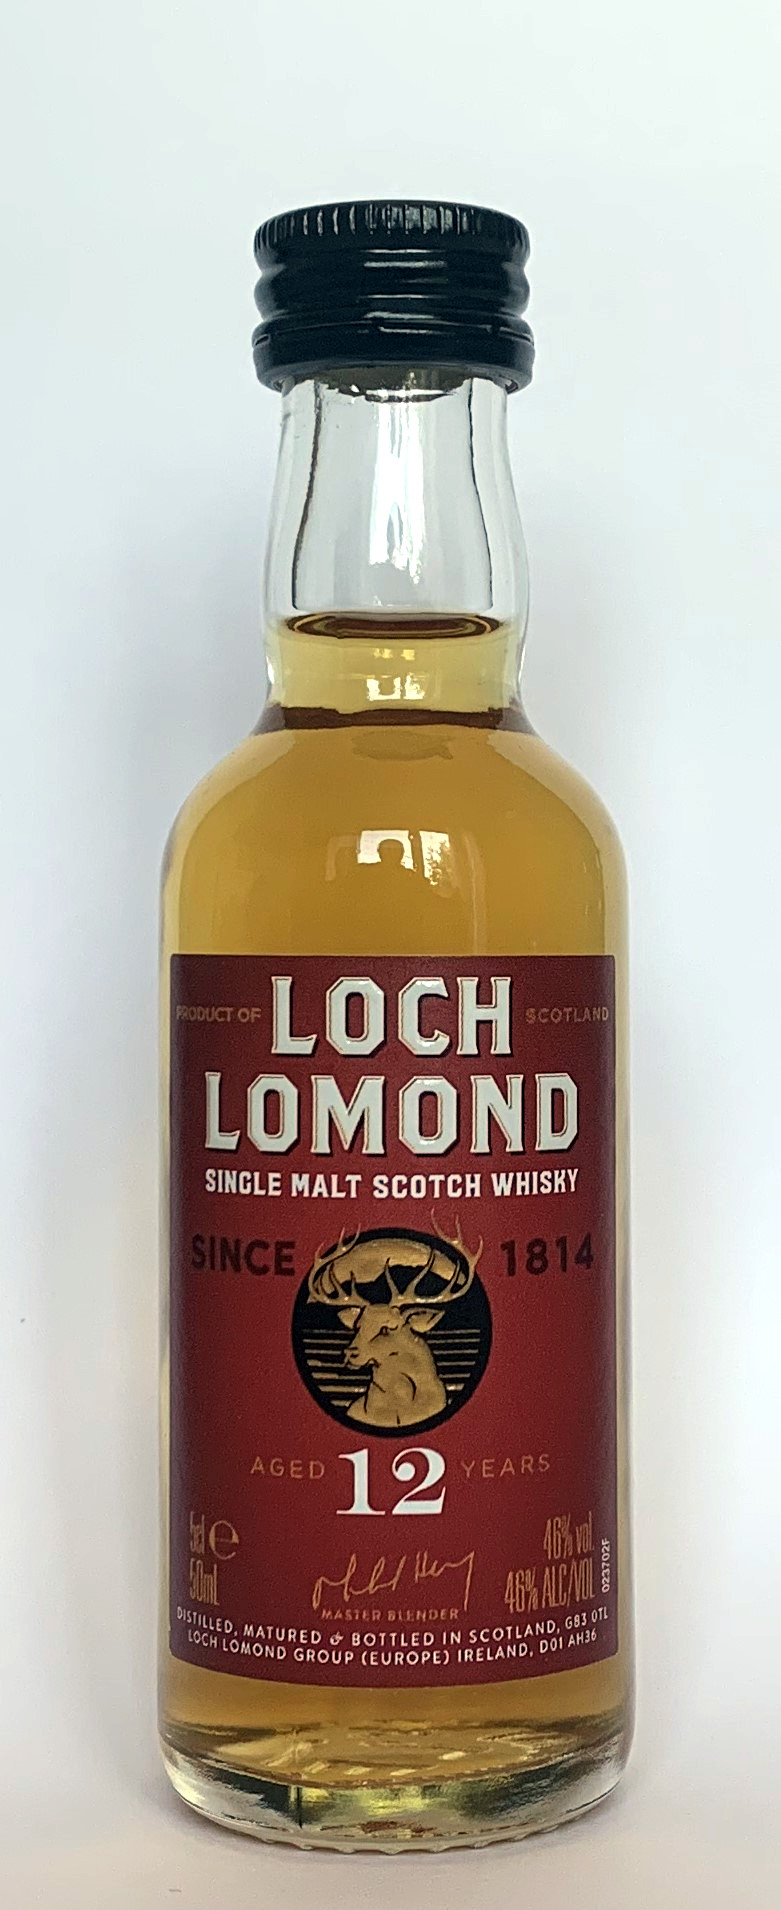 PRODUCT OF LOCH SCOTLAND
LOMOND
SINGLE MALT SCOTCH WHISKY
SINCE 1814
AGED 12 YEARS
5cl e
50mL
46% vol.
46% ALC/VOL
023702F
MASTER BLENDER
DISTILLED, MATURED & BOTTLED IN SCOTLAND, G83 0TL
LOCH LOMOND GROUP (EUROPE) IRELAND, D01 AH36